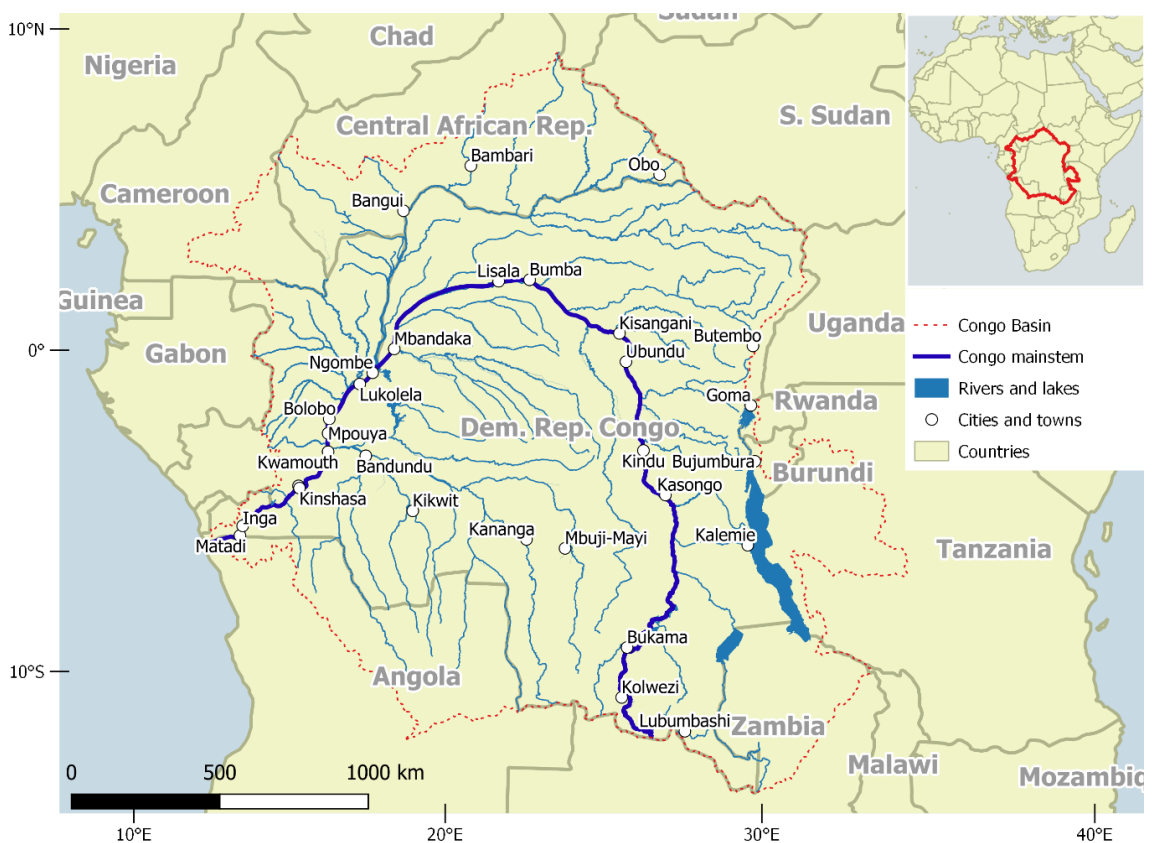 10°N
0°
10°S
10°E
20°E
30°E
40°E
Sudan
Chad
Nigeria
Central African Rep.
S. Sudan
Bambari
Obo
Cameroon
Bangui
Lisala
Bumba
Guinea
Kisangani
Uganda
Butembo
Mbandaka
Gabon
Ubundu
Ngombe
Lukolela
Goma
Rwanda
Bolobo
Mpouya
Dem. Rep. Congo
Kwamouth
Bandundu
Kindu
Bujumbura
Burundi
Kasongo
Kinshasa
Kikwit
Inga
Kananga
Mbuji-Mayi
Kalemie
Matadi
Tanzania
Bukama
Angola
Kolwezi
Lubumbashi
Zambia
Malawi
Mozambiq
0
500
1000 km
Congo Basin
Congo mainstem
Rivers and lakes
Cities and towns
Countries